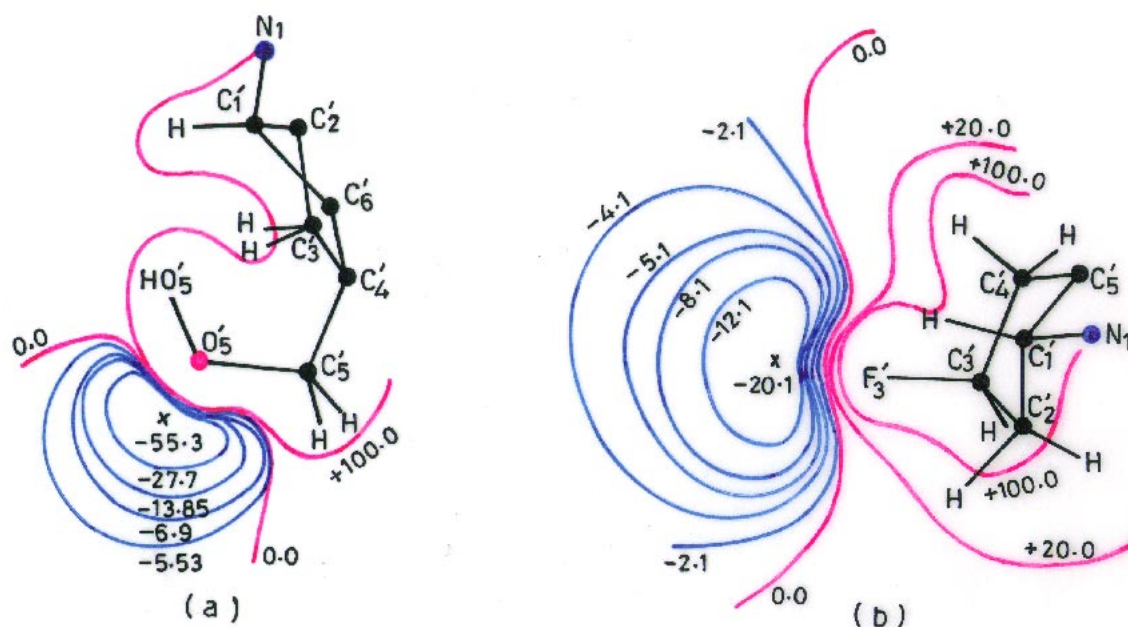 N1
C1′
H
C2′
C6′
H
H
C3′
C4′
HO5′
O5′
C5′
H
H
0.0
×
-55.3
-27.7
-13.85
-6.9
-5.53
0.0
+100.0
(a)
0.0
-2.1
+20.0
+100.0
-4.1
-5.1
-8.1
-12.1
×
-20.1
H
H
C4′
C5′
H
N1
C1′
C3′
F3′
C2′
H
H
H
+100.0
+20.0
-2.1
0.0
(b)